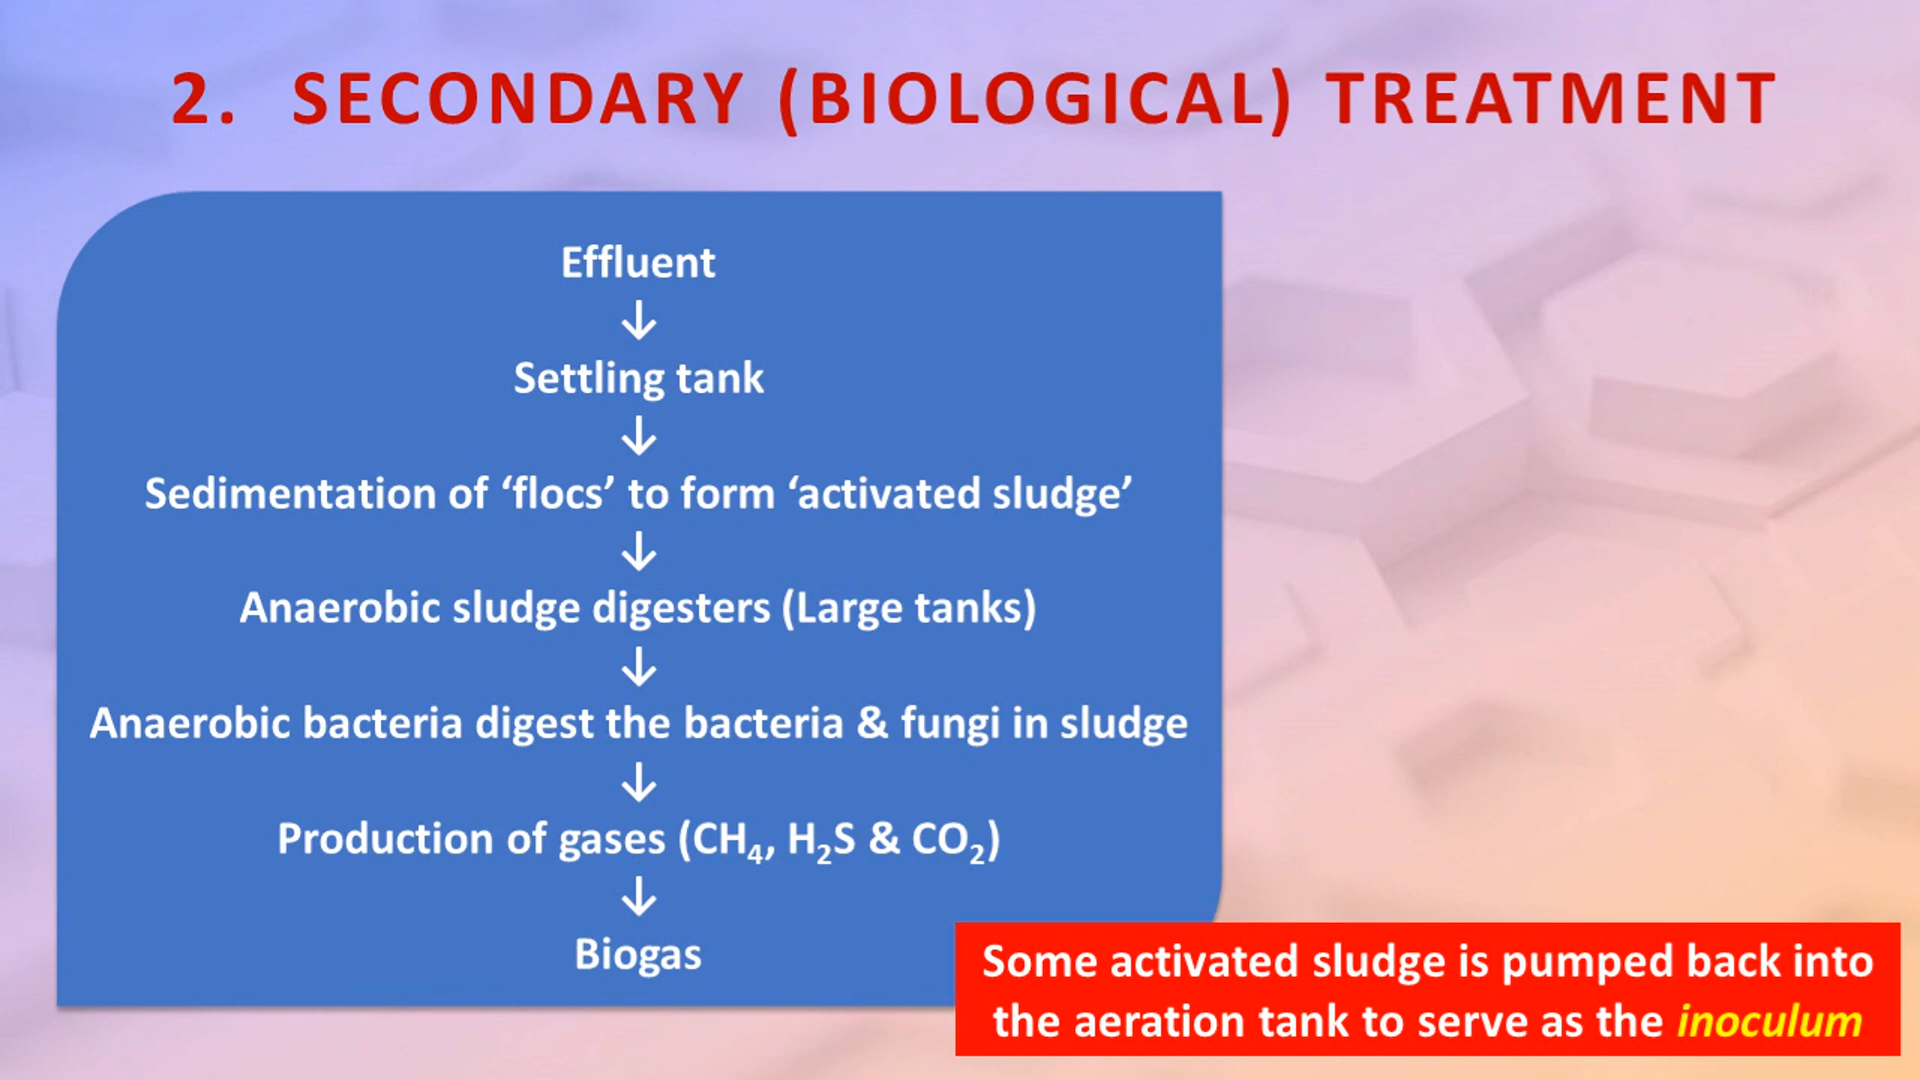 2. SECONDARY (BIOLOGICAL) TREATMENT
Effluent
↓
Settling tank
↓
Sedimentation of ‘flocs’ to form ‘activated sludge’
↓
Anaerobic sludge digesters (Large tanks)
↓
Anaerobic bacteria digest the bacteria & fungi in sludge
↓
Production of gases (CH₄, H₂S & CO₂)
↓
Biogas
Some activated sludge is pumped back into
the aeration tank to serve as the inoculum